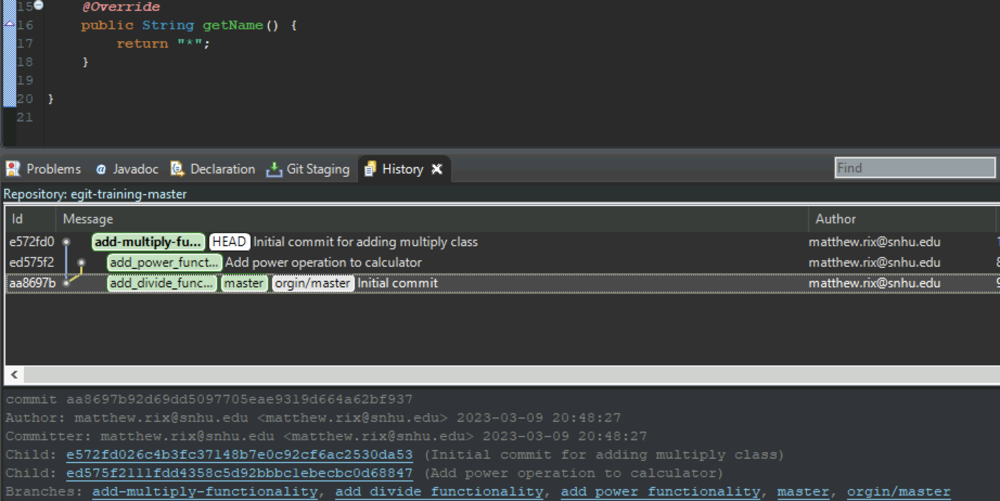 15 @Override
16 public String getName() {
17 return "*";
18 }
19
20 }
21
Problems @ Javadoc Declaration Git Staging History Find
Repository: egit-training-master
Id Message Author
e572fd0 add-multiply-fu... HEAD Initial commit for adding multiply class matthew.rix@snhu.edu
ed575f2 add_power_funct... Add power operation to calculator matthew.rix@snhu.edu 8
aa8697b add_divide_func... master orgin/master Initial commit matthew.rix@snhu.edu
commit aa8697b92d69dd5097705eae9319d664a62bf937
Author: matthew.rix@snhu.edu <matthew.rix@snhu.edu> 2023-03-09 20:48:27
Committer: matthew.rix@snhu.edu <matthew.rix@snhu.edu> 2023-03-09 20:48:27
Child: e572fd026c4b3fc37148b7e0c92cf6ac2530da53 (Initial commit for adding multiply class)
Child: ed575f2111fdd4358c5d92bbbc1ebecbc0d68847 (Add power operation to calculator)
Branches: add-multiply-functionality, add_divide_functionality, add_power_functionality, master, orgin/master